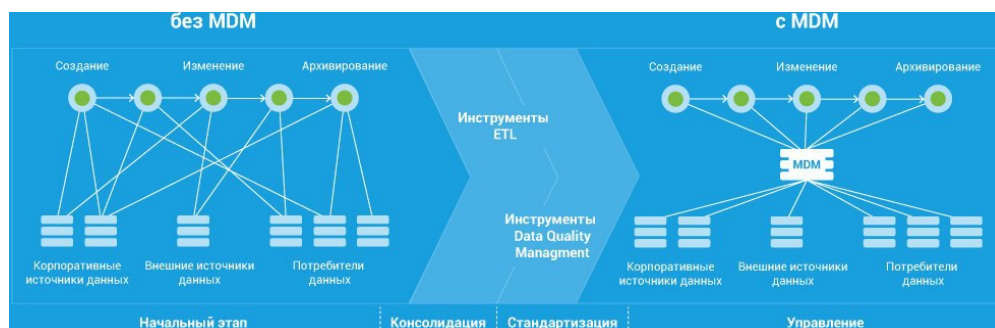 без MDM
с MDM
Создание
Изменение
Архивирование
Инструменты
ETL
Инструменты
Data Quality
Managment
Создание
Изменение
Архивирование
MDM
Корпоративные
источники данных
Внешние источники
данных
Потребители
данных
Корпоративные
источники данных
Внешние источники
данных
Потребители
данных
Начальный этап
Консолидация
Стандартизация
Управление